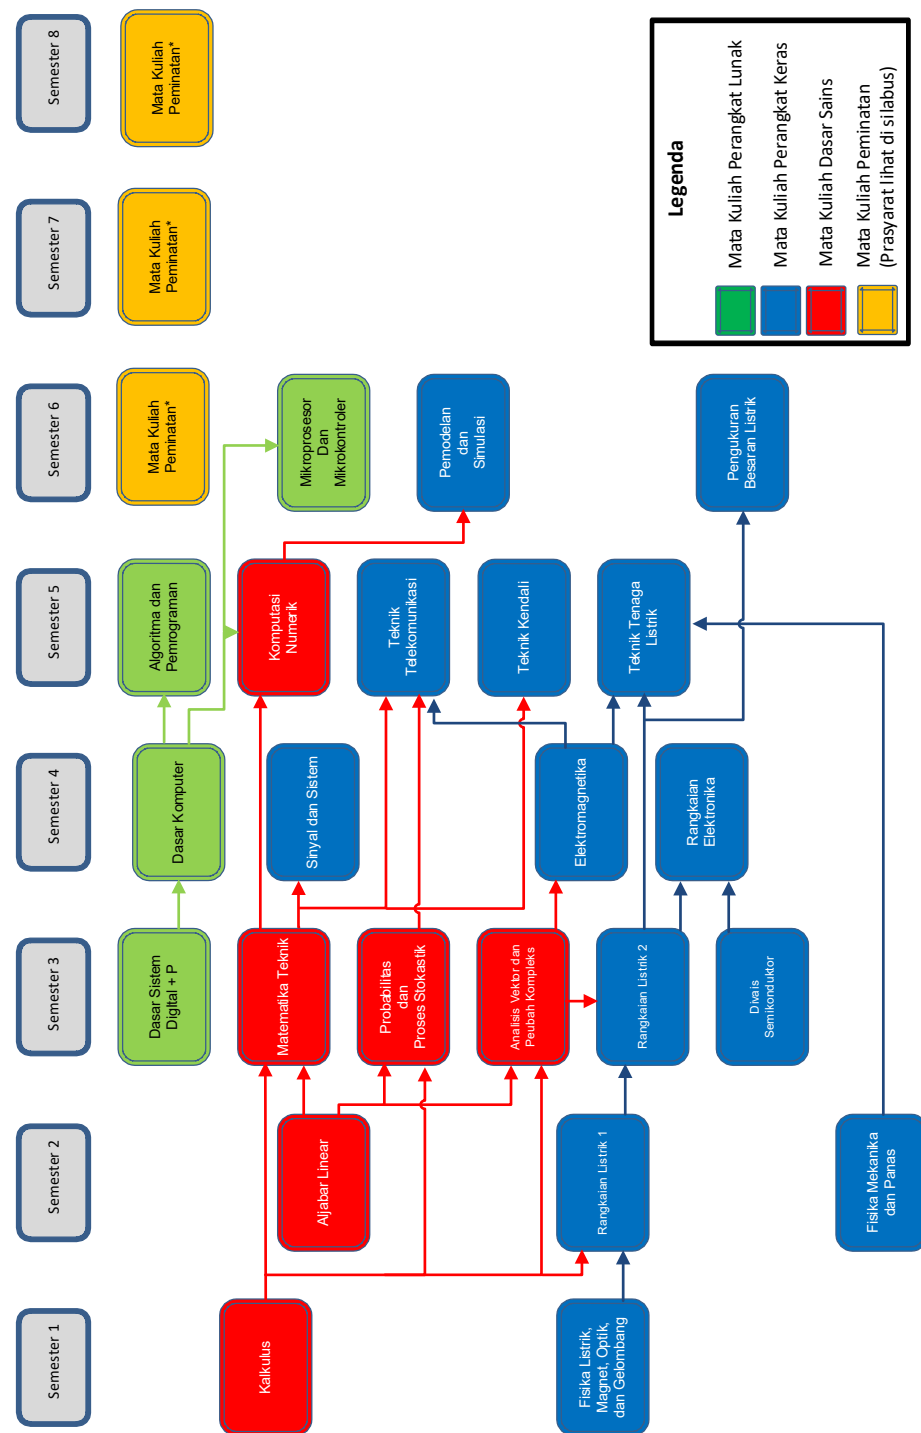 Semester 1
Semester 2
Semester 3
Semester 4
Semester 5
Semester 6
Semester 7
Semester 8
Kalkulus
Fisika Listrik,
Magnet, Optik,
dan Gelombang
Aljabar Linear
Rangkaian Listrik 1
Fisika Mekanika
dan Panas
Dasar Sistem
Digital + P
Matematika Teknik
Probabilitas
dan
Proses Stokastik
Analisis Vektor dan
Peubah Kompleks
Rangkaian Listrik 2
Divais
Semikonduktor
Dasar Komputer
Sinyal dan Sistem
Elektromagnetika
Rangkaian
Elektronika
Algoritma dan
Pemrograman
Komputasi
Numerik
Teknik
Telekomunikasi
Teknik Kendali
Teknik Tenaga
Listrik
Mata Kuliah
Peminatan*
Mikroprosesor
Dan
Mikrokontroler
Pemodelan
dan
Simulasi
Pengukuran
Besaran Listrik
Mata Kuliah
Peminatan*
Mata Kuliah
Peminatan*
Legenda
Mata Kuliah Perangkat Lunak
Mata Kuliah Perangkat Keras
Mata Kuliah Dasar Sains
Mata Kuliah Peminatan
(Prasyarat lihat di silabus)